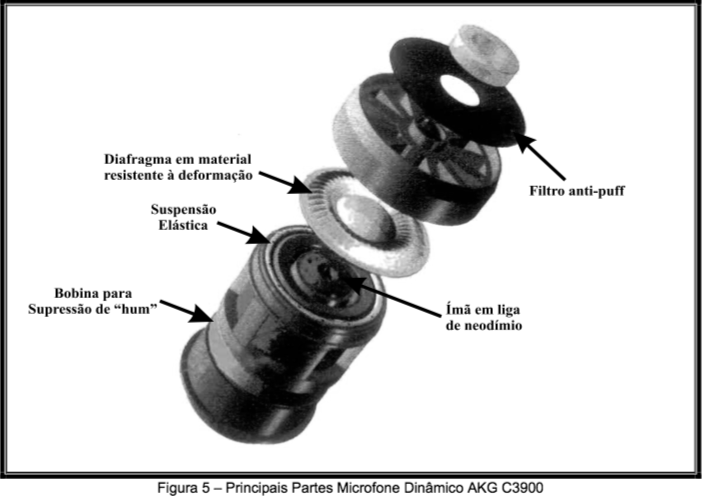 Diafragma em material
resistente à deformação
Filtro anti-puff
Suspensão
Elástica
Bobina para
Supressão de “hum”
Ímã em liga
de neodímio
Figura 5 – Principais Partes Microfone Dinâmico AKG C3900